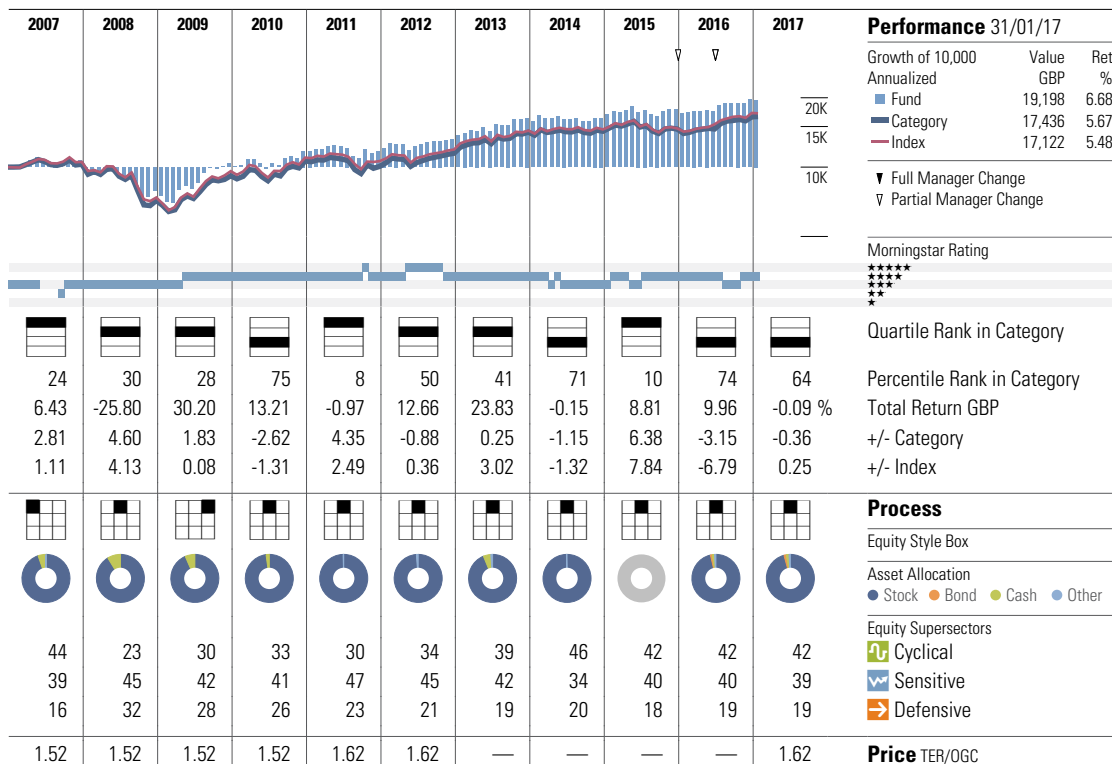 2007 2008 2009 2010 2011 2012 2013 2014 2015 2016 2017
Performance 31/01/17
Growth of 10,000 Value Ret
Annualized GBP %
Fund 19,198 6.68
Category 17,436 5.67
Index 17,122 5.48
20K
15K
10K
Full Manager Change
Partial Manager Change
Morningstar Rating
★★★★★
★★★★
★★★
★★
★
Quartile Rank in Category
24 30 28 75 8 50 41 71 10 74 64 Percentile Rank in Category
6.43 -25.80 30.20 13.21 -0.97 12.66 23.83 -0.15 8.81 9.96 -0.09 % Total Return GBP
2.81 4.60 1.83 -2.62 4.35 -0.88 0.25 -1.15 6.38 -3.15 -0.36 +/- Category
1.11 4.13 0.08 -1.31 2.49 0.36 3.02 -1.32 7.84 -6.79 0.25 +/- Index
Process
Equity Style Box
Asset Allocation
Stock Bond Cash Other
Equity Supersectors
44 23 30 33 30 34 39 46 42 42 42 Cyclical
39 45 42 41 47 45 42 34 40 40 39 Sensitive
16 32 28 26 23 21 19 20 18 19 19 Defensive
1.52 1.52 1.52 1.52 1.62 1.62 — — — — 1.62 Price TER/OGC